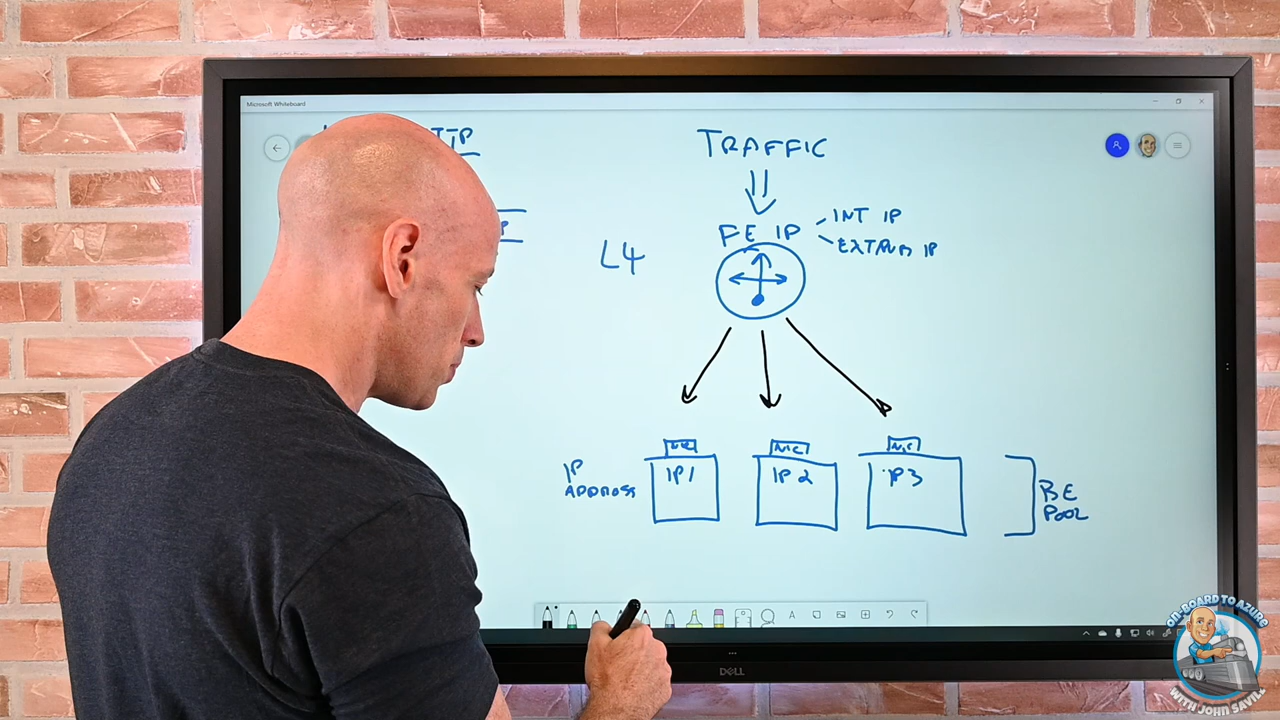 Microsoft Whiteboard
TRAFFIC
FE IP
INT IP
EXTERNAL IP
L4
NIC
NIC
NIC
IP
ADDRESS
IP1
IP2
IP3
BE
POOL
DELL
ON-BOARD TO AZURE
WITH JOHN SAVILL